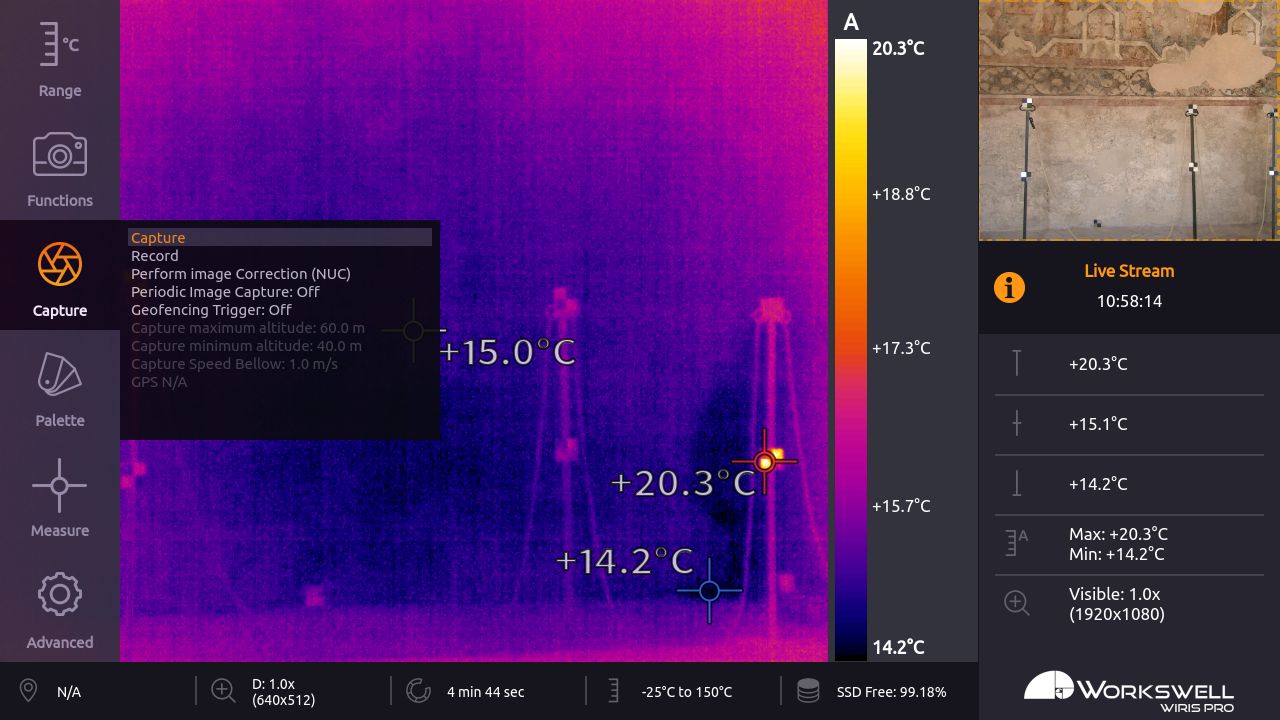 Range
°C
Functions
Capture
Palette
Measure
Advanced
Capture
Record
Perform image Correction (NUC)
Periodic Image Capture: Off
Geofencing Trigger: Off
Capture maximum altitude: 60.0 m
Capture minimum altitude: 40.0 m
Capture Speed Bellow: 1.0 m/s
GPS N/A
+15.0°C
+20.3°C
+14.2°C
A
20.3°C
+18.8°C
+17.3°C
+15.7°C
14.2°C
Live Stream
10:58:14
+20.3°C
+15.1°C
+14.2°C
A
Max: +20.3°C
Min: +14.2°C
Visible: 1.0x
(1920x1080)
WORKSWELL
WIRIS PRO
N/A
D: 1.0x
(640x512)
4 min 44 sec
-25°C to 150°C
SSD Free: 99.18%